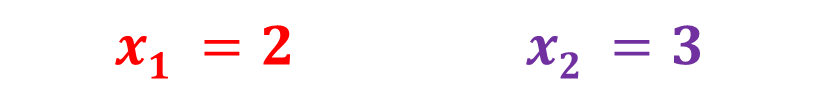 x₁ = 2 x₂ = 3